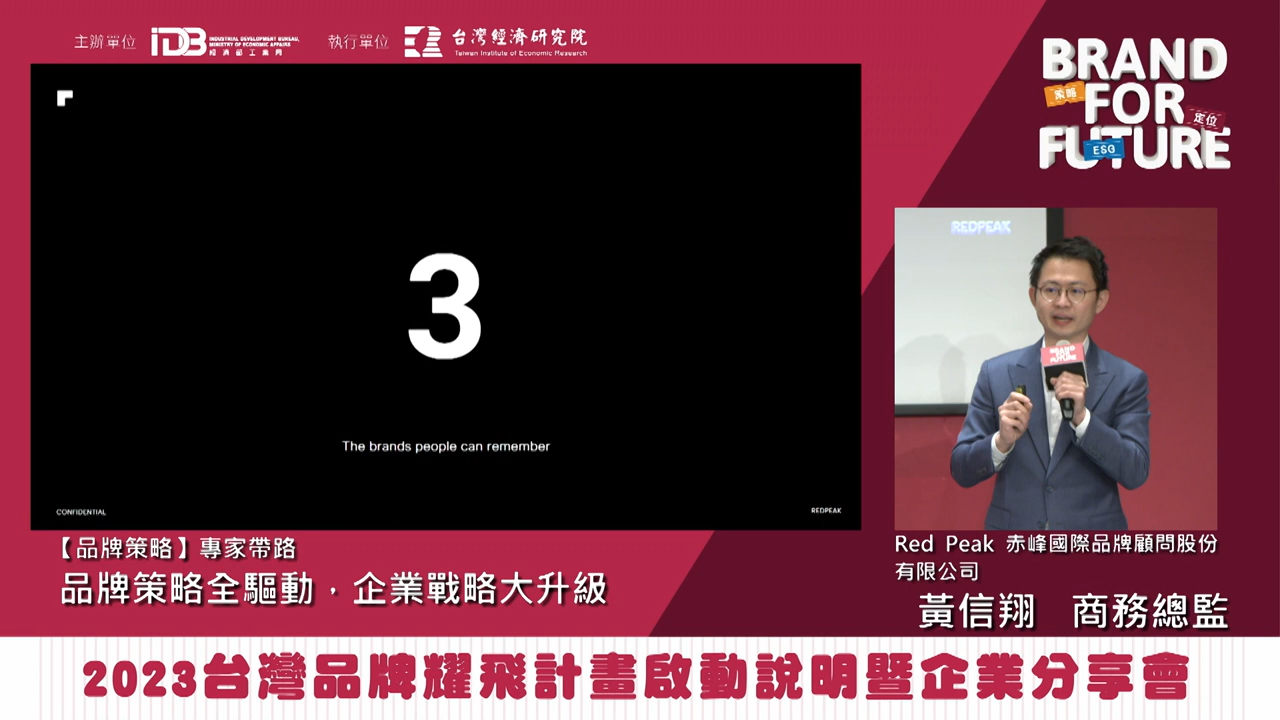 主辦單位
IDB
INDUSTRIAL DEVELOPMENT BUREAU,
MINISTRY OF ECONOMIC AFFAIRS
經濟部工業局
執行單位
台灣經濟研究院
Taiwan Institute of Economic Research
BRAND
策略
FOR
定位
FUTURE
ESG
3
The brands people can remember
CONFIDENTIAL
REDPEAK
REDPEAK
BRAND
FOR
FUTURE
【品牌策略】專家帶路
品牌策略全驅動，企業戰略大升級
Red Peak 赤峰國際品牌顧問股份
有限公司
黃信翔 商務總監
2023台灣品牌耀飛計畫啟動說明暨企業分享會